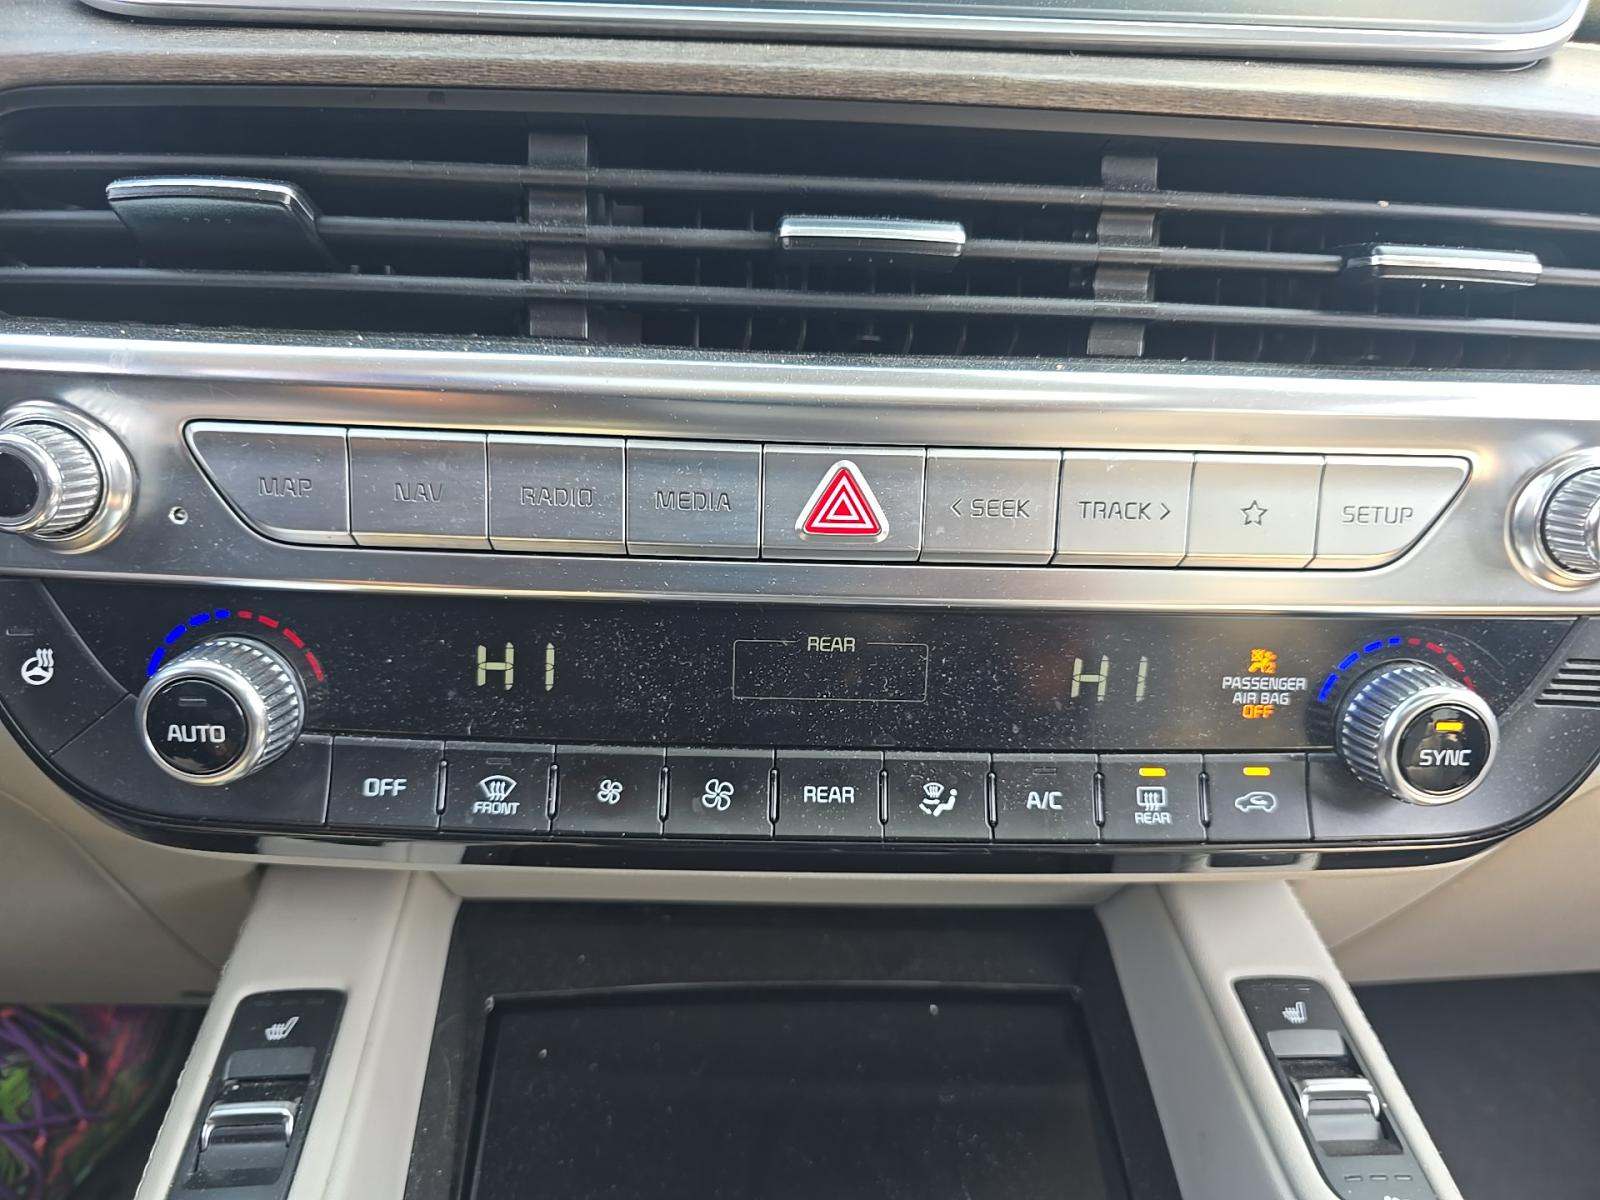 MAP
NAV
RADIO
MEDIA
< SEEK
TRACK >
SETUP
HI
REAR
HI
PASSENGER
AIR BAG
OFF
AUTO
SYNC
OFF
FRONT
REAR
A/C
REAR